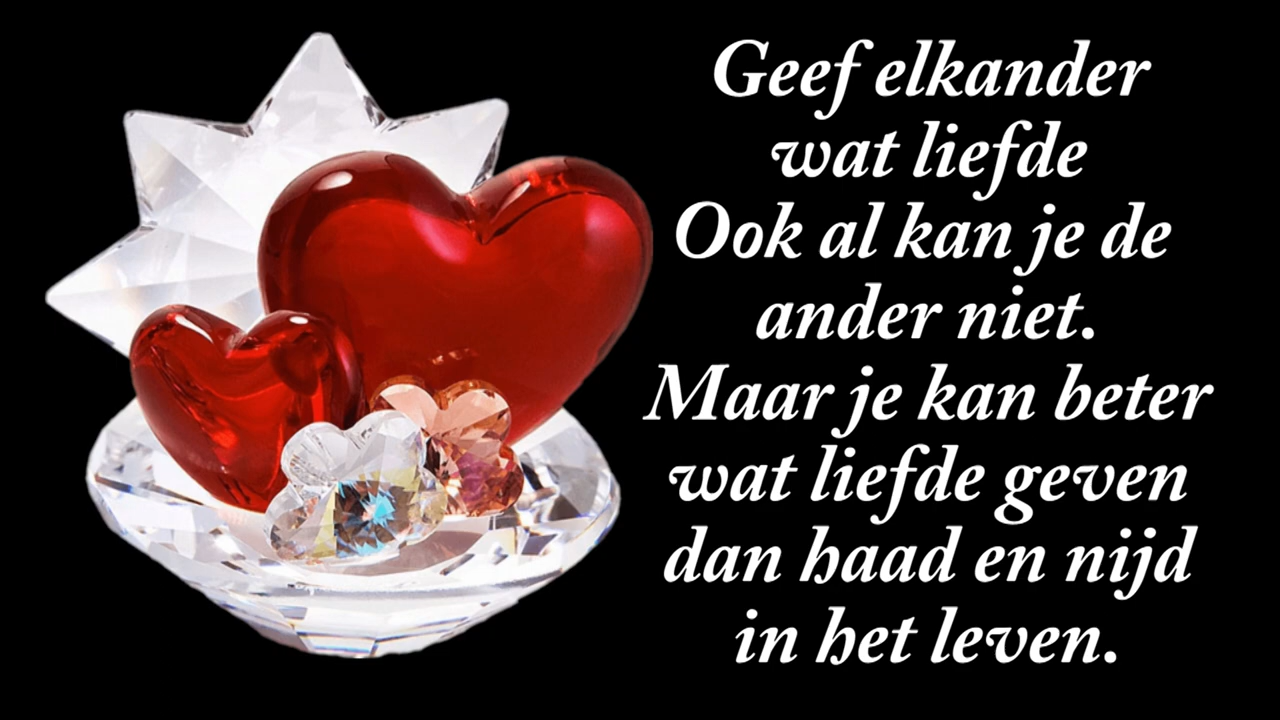 Geef elkander
wat liefde
Ook al kan je de
ander niet.
Maar je kan beter
wat liefde geven
dan haad en nijd
in het leven.